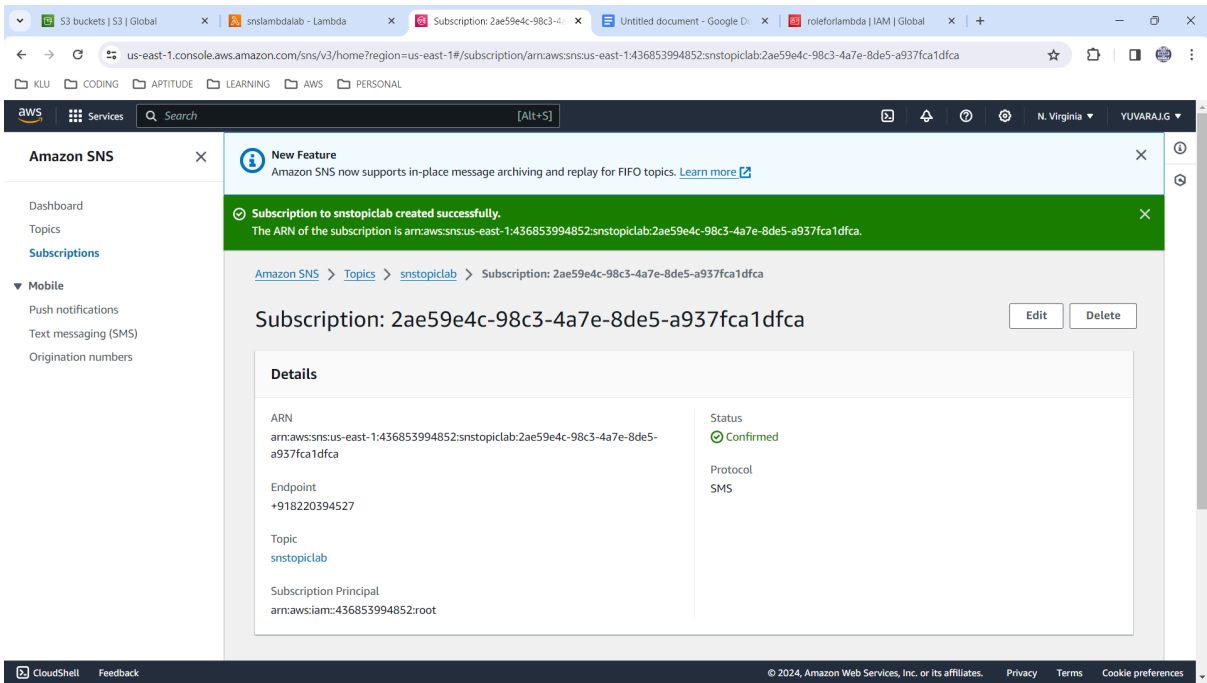 S3 buckets | S3 | Global
snslambdalab - Lambda
Subscription: 2ae59e4c-98c3-4a
Untitled document - Google Do
roleforlambda | IAM | Global
us-east-1.console.aws.amazon.com/sns/v3/home?region=us-east-1#/subscription/arn:aws:sns:us-east-1:436853994852:snstopiclab:2ae59e4c-98c3-4a7e-8de5-a937fca1dfca
KLU CODING APTITUDE LEARNING AWS PERSONAL
aws Services Search [Alt+S] N. Virginia YUVARAJ.G
Amazon SNS
Dashboard
Topics
Subscriptions
Mobile
Push notifications
Text messaging (SMS)
Origination numbers
New Feature
Amazon SNS now supports in-place message archiving and replay for FIFO topics. Learn more
Subscription to snstopiclab created successfully.
The ARN of the subscription is arn:aws:sns:us-east-1:436853994852:snstopiclab:2ae59e4c-98c3-4a7e-8de5-a937fca1dfca.
Amazon SNS > Topics > snstopiclab > Subscription: 2ae59e4c-98c3-4a7e-8de5-a937fca1dfca
Subscription: 2ae59e4c-98c3-4a7e-8de5-a937fca1dfca
Edit Delete
Details
ARN
arn:aws:sns:us-east-1:436853994852:snstopiclab:2ae59e4c-98c3-4a7e-8de5-
a937fca1dfca
Endpoint
+918220394527
Topic
snstopiclab
Subscription Principal
arn:aws:iam::436853994852:root
Status
Confirmed
Protocol
SMS
CloudShell Feedback © 2024, Amazon Web Services, Inc. or its affiliates. Privacy Terms Cookie preferences